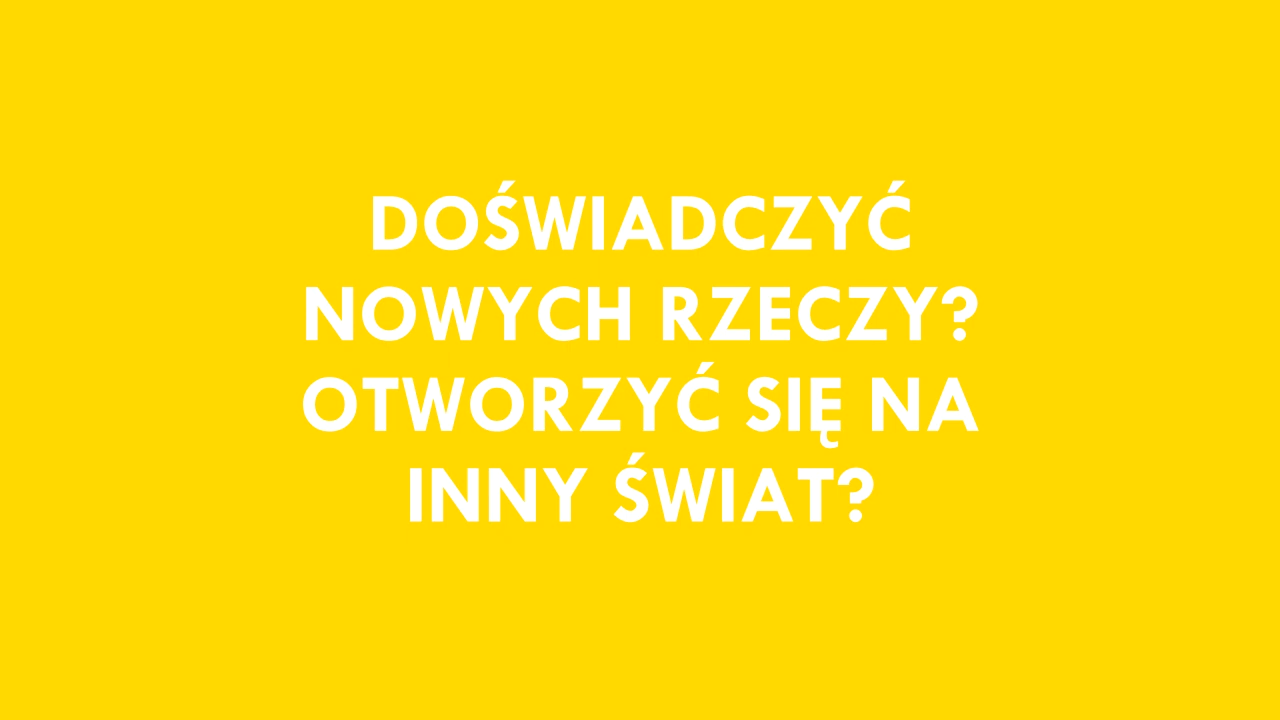 DOŚWIADCZYĆ
NOWYCH RZECZY?
OTWORZYĆ SIĘ NA
INNY ŚWIAT?